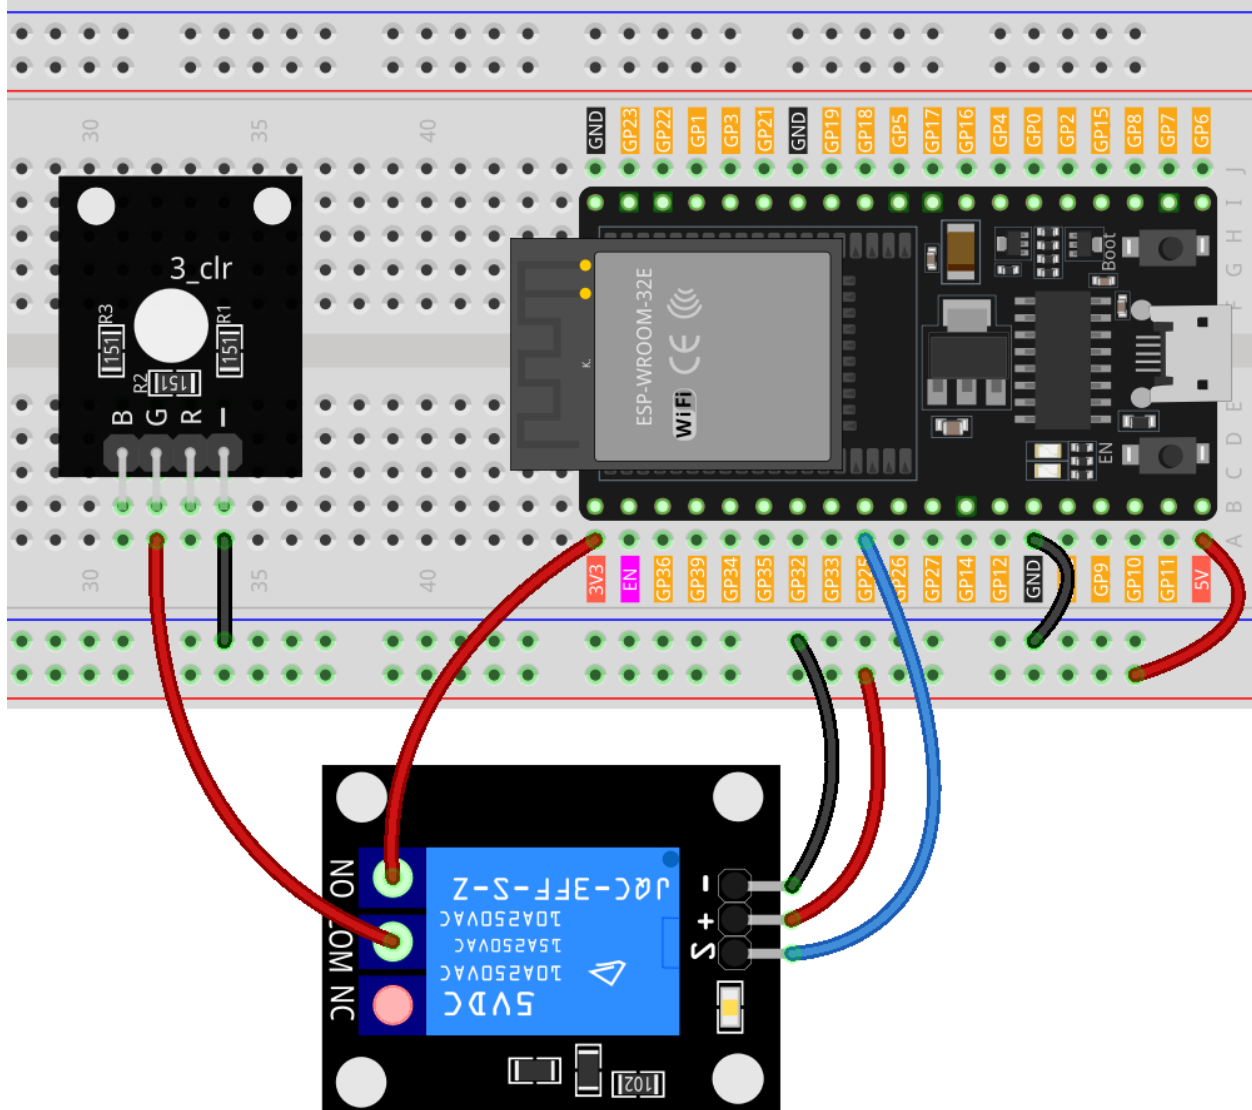 30 35 40
GND GP23 GP22 GP1 GP3 GP21 GND GP19 GP18 GP5 GP17 GP16 GP4 GP0 GP2 GP15 GP8 GP7 GP6
J
I
H
G
F
E
D
C
B
A
3_clr
R3
R1
151
151
R2
151
B G R —
ESP-WROOM-32E
CE
WiFi
K.
Boot
EN
3V3 EN GP36 GP39 GP34 GP35 GP32 GP33 GP25 GP26 GP27 GP14 GP12 GND GP9 GP10 GP11 5V
30 35 40
NO
COM
NC
JQC-3FF-S-Z
10A250VAC
15A250VAC
10A250VAC
5VDC
-
+
S
102